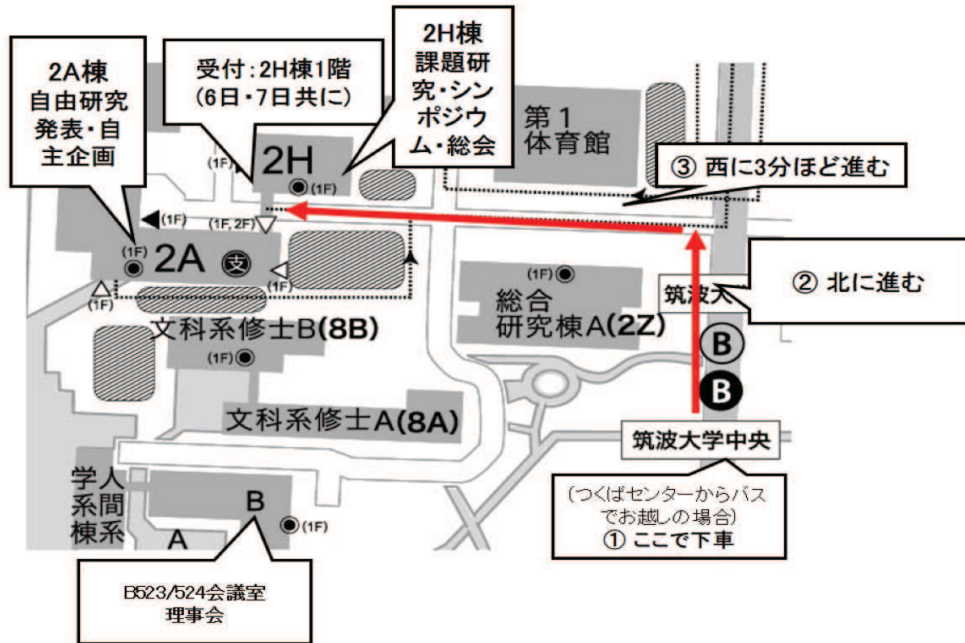 2A棟
自由研究
発表・自
主企画
受付：2H棟1階
（6日・7日共に）
2H棟
課題研
究・シン
ポジウ
ム・総会
第1
体育館
③ 西に3分ほど進む
② 北に進む
(1F)
2H
(1F)
(1F)
(1F, 2F)
(1F)
2A
支
(1F)
(1F)
(1F)
総合
研究棟A(2Z)
筑波大
B
B
文科系修士B(8B)
(1F)
文科系修士A(8A)
筑波大学中央
（つくばセンターからバス
でお越しの場合）
① ここで下車
学人
系間
棟系
B
(1F)
A
B523/524会議室
理事会